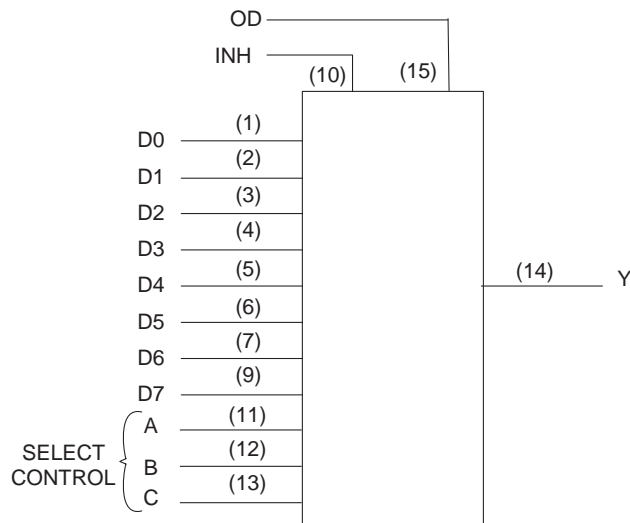 OD
INH
(10) (15)
D0 (1)
D1 (2)
D2 (3)
D3 (4)
D4 (5)
D5 (6)
D6 (7)
D7 (9)
(14) Y
SELECT
CONTROL
A (11)
B (12)
C (13)